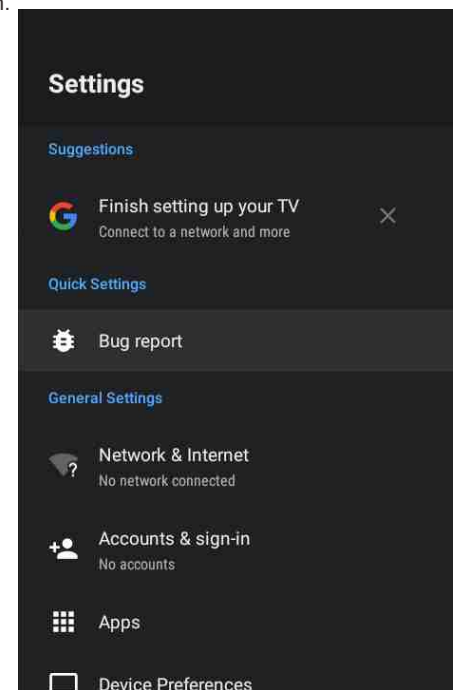 n.
Settings
Suggestions
Finish setting up your TV
Connect to a network and more
Quick Settings
Bug report
General Settings
Network & Internet
No network connected
Accounts & sign-in
No accounts
Apps
Device Preferences